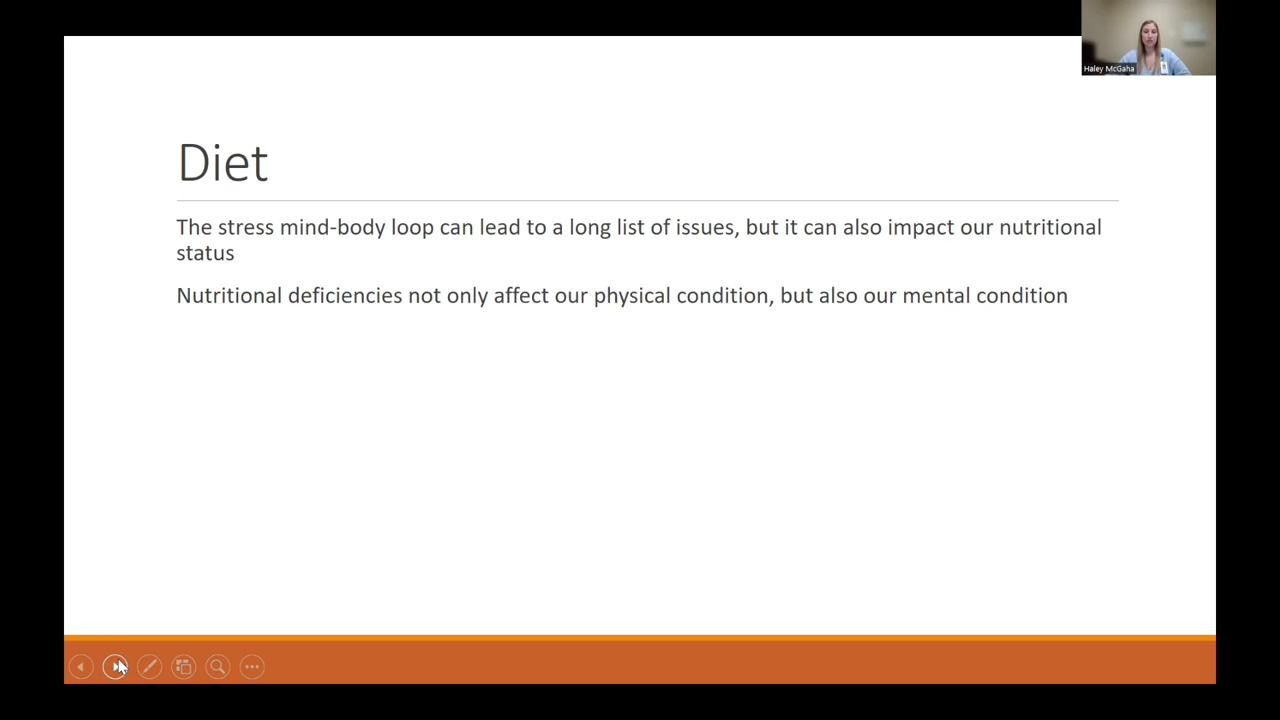 Haley McGaha
Diet
The stress mind-body loop can lead to a long list of issues, but it can also impact our nutritional
status
Nutritional deficiencies not only affect our physical condition, but also our mental condition